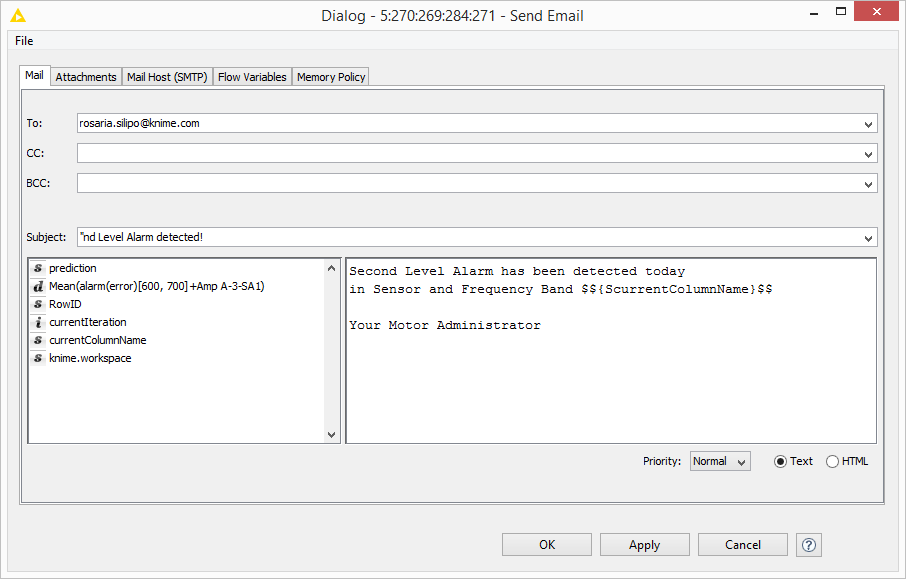 Dialog - 5:270:269:284:271 - Send Email
File
Mail Attachments Mail Host (SMTP) Flow Variables Memory Policy
To: rosaria.silipo@knime.com
CC:
BCC:
Subject: "nd Level Alarm detected!
s prediction
d Mean(alarm(error)[600, 700]+Amp A-3-SA1)
s RowID
i currentIteration
s currentColumnName
s knime.workspace
Second Level Alarm has been detected today
in Sensor and Frequency Band $${ScurrentColumnName}$$
Your Motor Administrator
Priority: Normal Text HTML
OK Apply Cancel ?